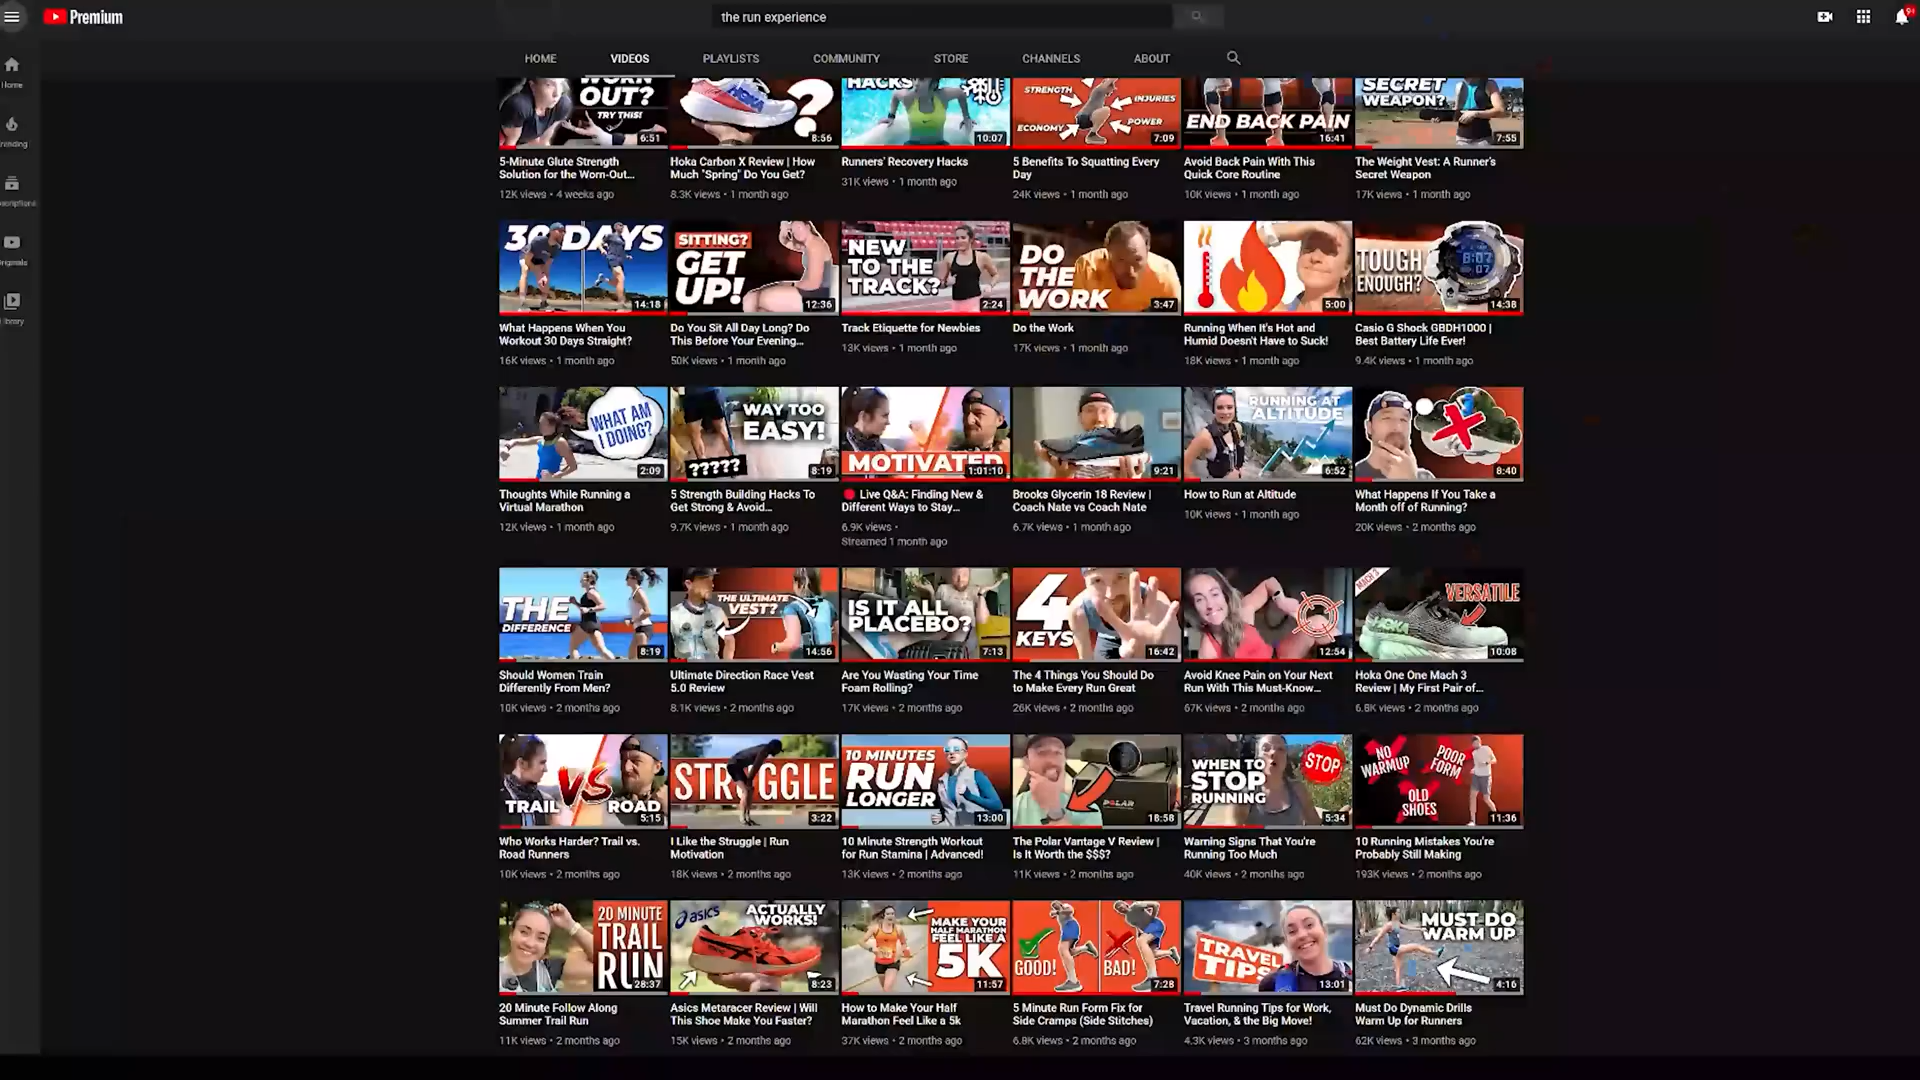 Premium
the run experience
9+
HOME VIDEOS PLAYLISTS COMMUNITY STORE CHANNELS ABOUT
Home
WORN
OUT?
TRY THIS!
6:51
HOKA
?
8:56
HACKS
10:07
STRENGTH
INJURIES
ECONOMY
POWER
7:09
END BACK PAIN
16:41
SECRET
WEAPON?
7:55
5-Minute Glute Strength
Solution for the Worn-Out...
12K views • 4 weeks ago
Hoka Carbon X Review | How
Much "Spring" Do You Get?
8.3K views • 1 month ago
Runners' Recovery Hacks
31K views • 1 month ago
5 Benefits To Squatting Every
Day
24K views • 1 month ago
Avoid Back Pain With This
Quick Core Routine
10K views • 1 month ago
The Weight Vest: A Runner's
Secret Weapon
17K views • 1 month ago
30 DAYS
14:18
SITTING?
GET
UP!
12:36
NEW
TO THE
TRACK?
2:24
DO
THE
WORK
3:47
5:00
TOUGH
ENOUGH?
8:07
07
14:38
What Happens When You
Workout 30 Days Straight?
16K views • 1 month ago
Do You Sit All Day Long? Do
This Before Your Evening...
50K views • 1 month ago
Track Etiquette for Newbies
13K views • 1 month ago
Do the Work
17K views • 1 month ago
Running When It's Hot and
Humid Doesn't Have to Suck!
18K views • 1 month ago
Casio G Shock GBDH1000 |
Best Battery Life Ever!
9.4K views • 1 month ago
WHAT AM
I DOING?
2:09
WAY TOO
EASY!
?????
8:19
MOTIVATED
1:01:10
9:21
RUNNING AT
ALTITUDE
6:52
8:40
Thoughts While Running a
Virtual Marathon
12K views • 1 month ago
5 Strength Building Hacks To
Get Strong & Avoid...
9.7K views • 1 month ago
Live Q&A: Finding New &
Different Ways to Stay...
6.9K views •
Streamed 1 month ago
Brooks Glycerin 18 Review |
Coach Nate vs Coach Nate
6.7K views • 1 month ago
How to Run at Altitude
10K views • 1 month ago
What Happens If You Take a
Month off of Running?
20K views • 2 months ago
THE
DIFFERENCE
8:19
THE ULTIMATE
VEST?
14:56
IS IT ALL
PLACEBO?
7:13
4
KEYS
16:42
12:54
MACH 3
VERSATILE
HOKA
10:08
Should Women Train
Differently From Men?
10K views • 2 months ago
Ultimate Direction Race Vest
5.0 Review
8.1K views • 2 months ago
Are You Wasting Your Time
Foam Rolling?
17K views • 2 months ago
The 4 Things You Should Do
to Make Every Run Great
26K views • 2 months ago
Avoid Knee Pain on Your Next
Run With This Must-Know...
67K views • 2 months ago
Hoka One One Mach 3
Review | My First Pair of...
6.8K views • 2 months ago
VS
TRAIL ROAD
5:15
STRUGGLE
3:22
10 MINUTES
RUN
LONGER
13:00
POLAR
18:58
WHEN TO
STOP
RUNNING
STOP
5:34
NO
WARMUP
POOR
FORM
OLD
SHOES
11:36
Who Works Harder? Trail vs.
Road Runners
10K views • 2 months ago
I Like the Struggle | Run
Motivation
18K views • 2 months ago
10 Minute Strength Workout
for Run Stamina | Advanced!
13K views • 2 months ago
The Polar Vantage V Review |
Is It Worth the $$$?
11K views • 2 months ago
Warning Signs That You're
Running Too Much
40K views • 2 months ago
10 Running Mistakes You're
Probably Still Making
193K views • 2 months ago
20 MINUTE
TRAIL
RUN
28:37
asics
ACTUALLY
WORKS!
8:23
MAKE YOUR
HALF MARATHON
FEEL LIKE A
5K
11:57
GOOD!
BAD!
7:28
TRAVEL
TIPS
13:01
MUST DO
WARM UP
4:16
20 Minute Follow Along
Summer Trail Run
11K views • 2 months ago
Asics Metaracer Review | Will
This Shoe Make You Faster?
15K views • 2 months ago
How to Make Your Half
Marathon Feel Like a 5k
37K views • 2 months ago
5 Minute Run Form Fix for
Side Cramps (Side Stitches)
6.8K views • 2 months ago
Travel Running Tips for Work,
Vacation, & the Big Move!
4.3K views • 3 months ago
Must Do Dynamic Drills
Warm Up for Runners
62K views • 3 months ago